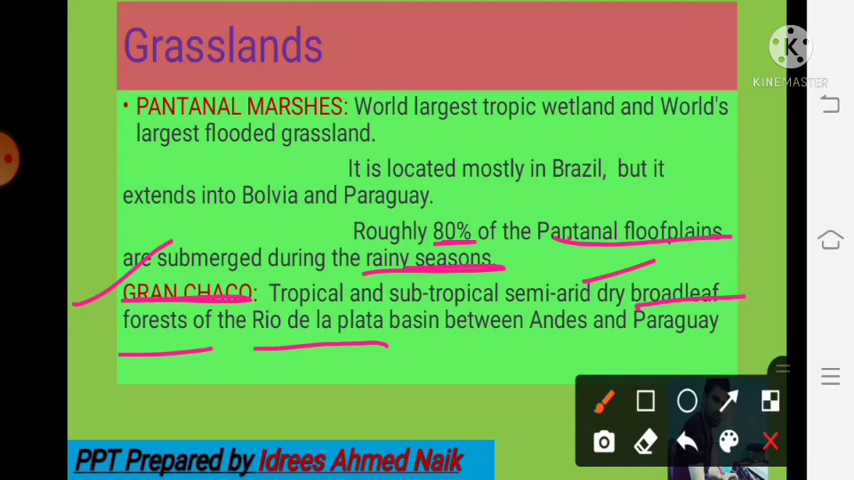 Grasslands
K
KINEMASTER
• PANTANAL MARSHES: World largest tropic wetland and World's
largest flooded grassland.
It is located mostly in Brazil, but it
extends into Bolvia and Paraguay.
Roughly 80% of the Pantanal floofplains
are submerged during the rainy seasons.
GRAN CHACO: Tropical and sub-tropical semi-arid dry broadleaf
forests of the Rio de la plata basin between Andes and Paraguay
PPT Prepared by Idrees Ahmed Naik